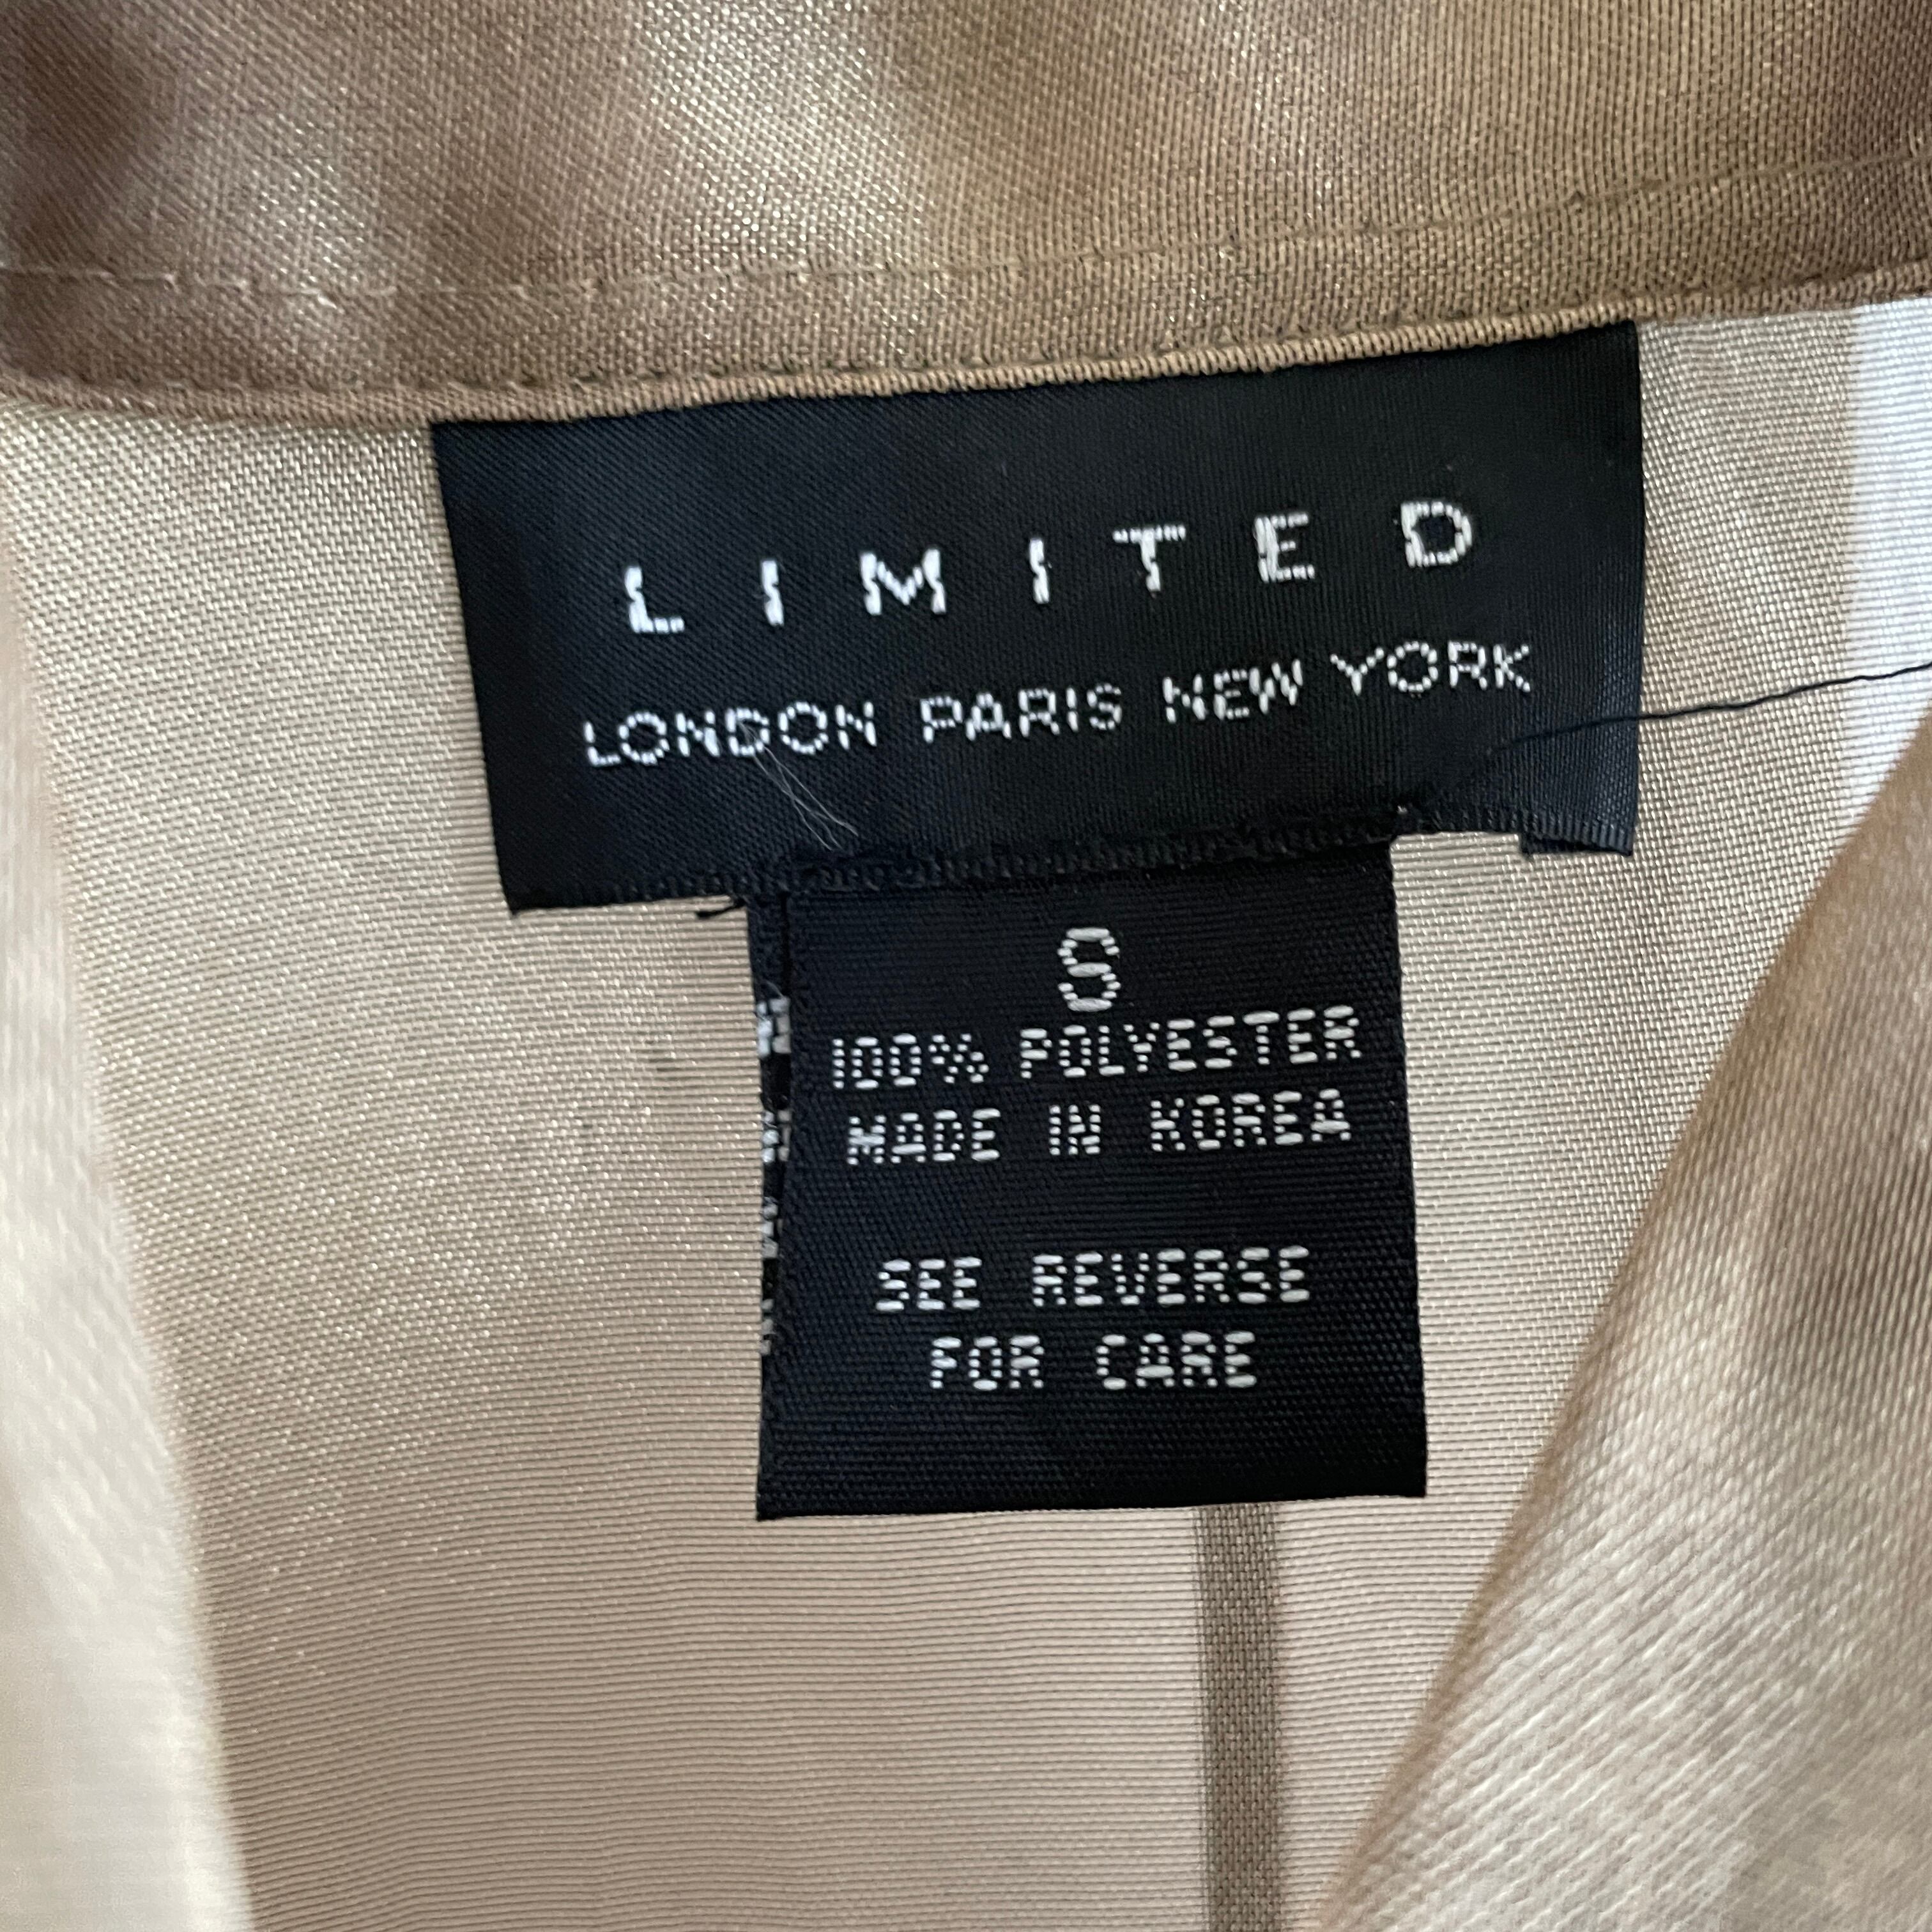 LIMITED
LONDON PARIS NEW YORK
S
100% POLYESTER
MADE IN KOREA
SEE REVERSE
FOR CARE